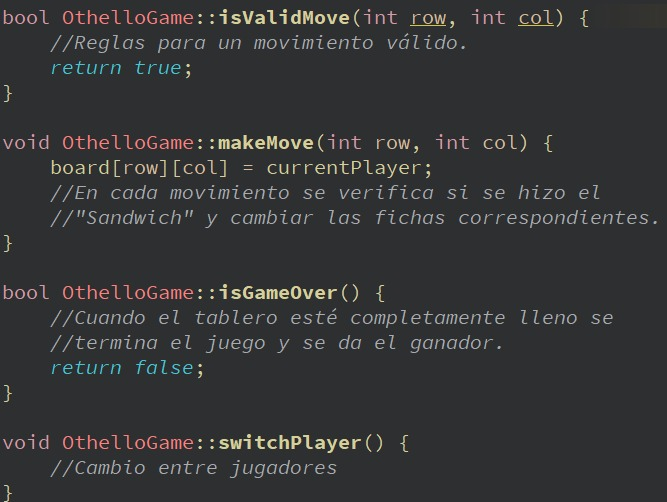 bool OthelloGame::isValidMove(int row, int col) {
//Reglas para un movimiento válido.
return true;
}
void OthelloGame::makeMove(int row, int col) {
board[row][col] = currentPlayer;
//En cada movimiento se verifica si se hizo el
//"Sandwich" y cambiar las fichas correspondientes.
}
bool OthelloGame::isGameOver() {
//Cuando el tablero esté completamente lleno se
//termina el juego y se da el ganador.
return false;
}
void OthelloGame::switchPlayer() {
//Cambio entre jugadores
}